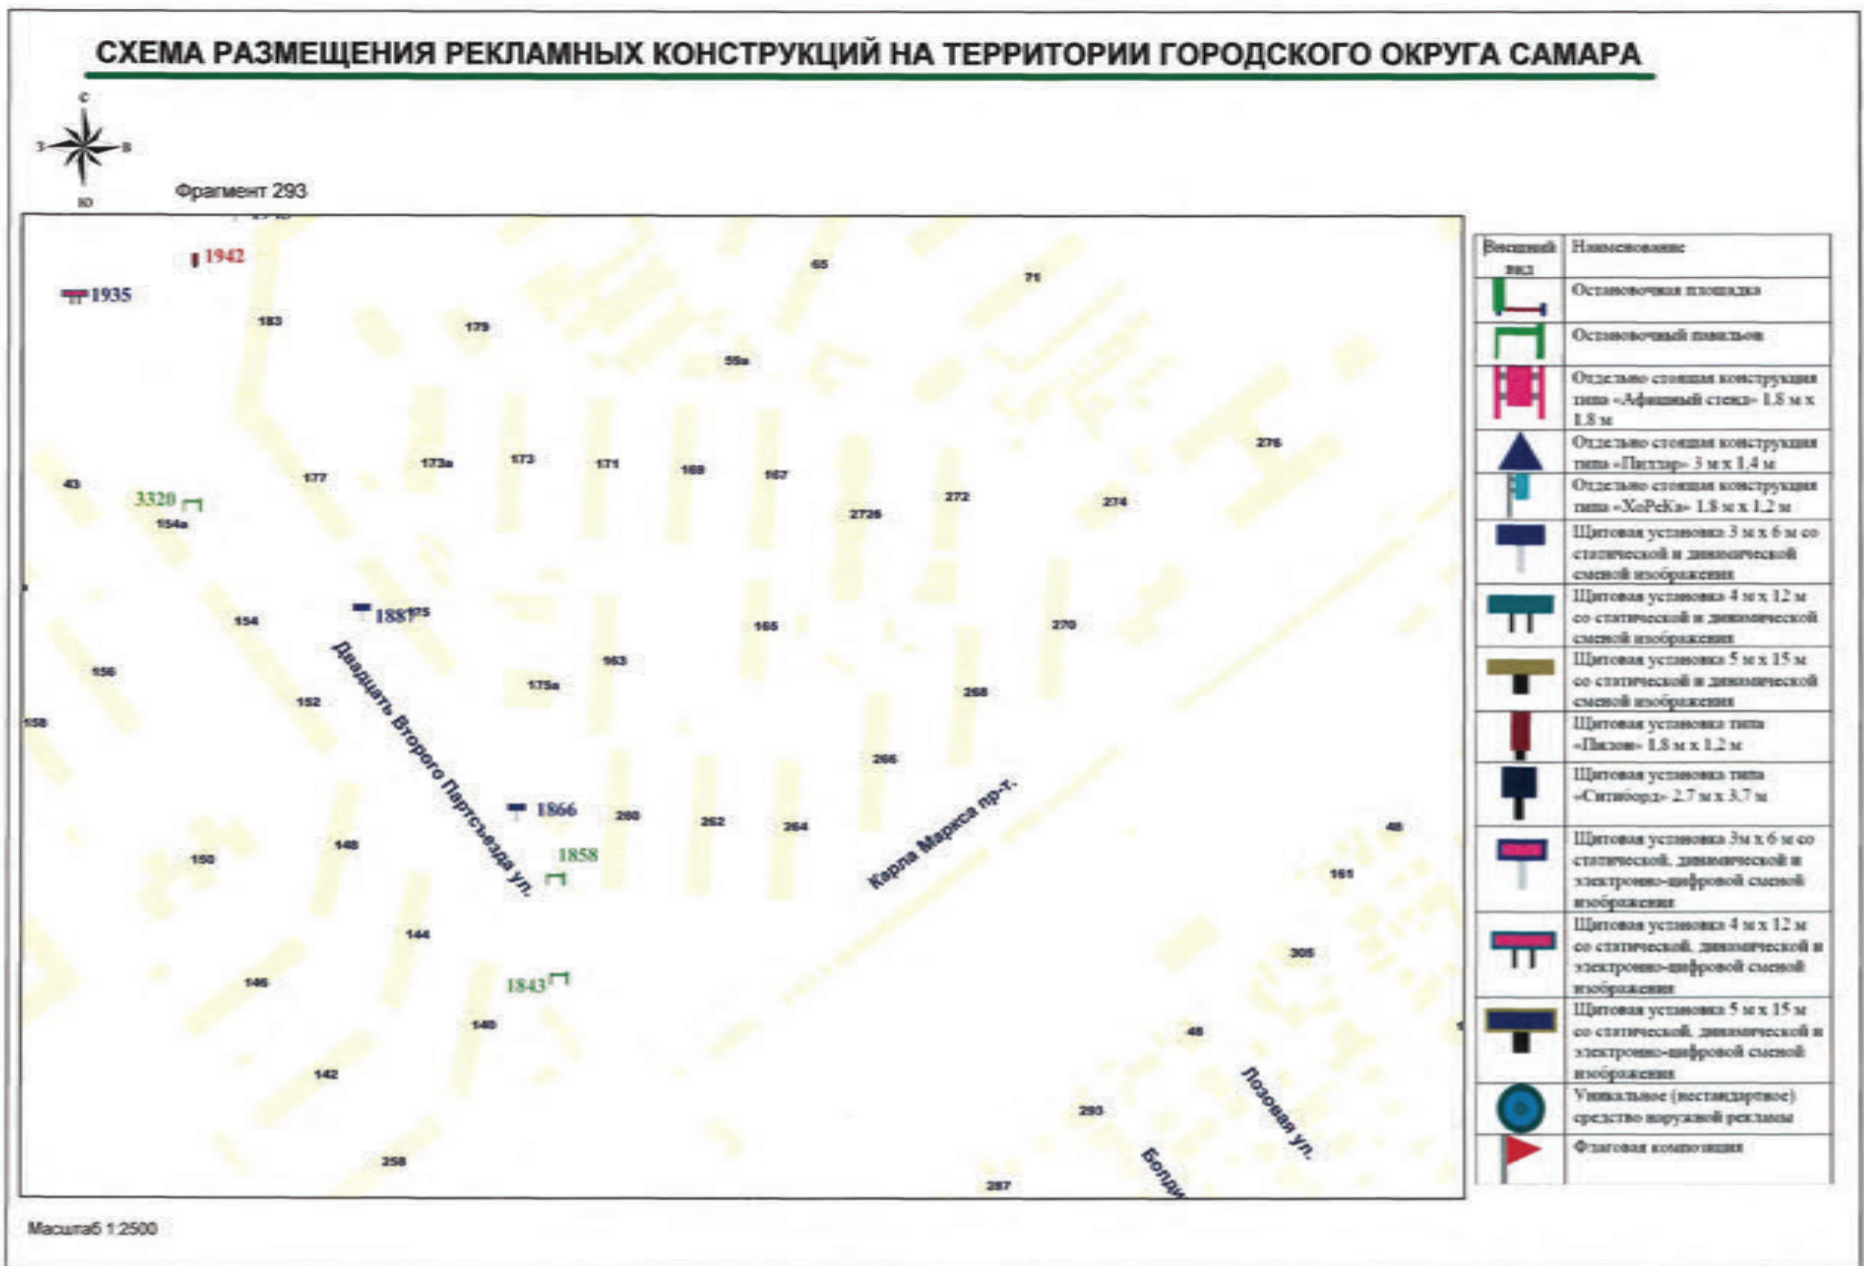 СХЕМА РАЗМЕЩЕНИЯ РЕКЛАМНЫХ КОНСТРУКЦИЙ НА ТЕРРИТОРИИ ГОРОДСКОГО ОКРУГА САМАРА
С
З В
Ю
Фрагмент 293
1942
1935
65
71
183
179
55а
276
43
177
173а
173
171
169
167
272б
272
274
3320
154а
154
1887
175
165
270
156
163
175а
268
152
158
266
Двадцать Второго Партсъезда ул.
1866
260
262
264
Карла Маркса пр-т.
48
150
148
1858
161
144
305
146
1843
140
48
142
293
Лозовая ул.
258
287
Болди
Масштаб 1:2500
Внешний вид
Наименование
Остановочная площадка
Остановочный павильон
Отдельно стоящая конструкция
типа «Афишный стенд» 1.8 м х
1.8 м
Отдельно стоящая конструкция
типа «Пиллар» 3 м х 1.4 м
Отдельно стоящая конструкция
типа «ХоРеКа» 1.8 м х 1.2 м
Щитовая установка 3 м х 6 м со
статической и динамической
сменой изображения
Щитовая установка 4 м х 12 м
со статической и динамической
сменой изображения
Щитовая установка 5 м х 15 м
со статической и динамической
сменой изображения
Щитовая установка типа
«Пилон» 1.8 м х 1.2 м
Щитовая установка типа
«Ситиборд» 2.7 м х 3.7 м
Щитовая установка 3м х 6 м со
статической, динамической и
электронно-цифровой сменой
изображения
Щитовая установка 4 м х 12 м
со статической, динамической и
электронно-цифровой сменой
изображения
Щитовая установка 5 м х 15 м
со статической, динамической и
электронно-цифровой сменой
изображения
Уникальное (нестандартное)
средство наружной рекламы
Флаговая композиция